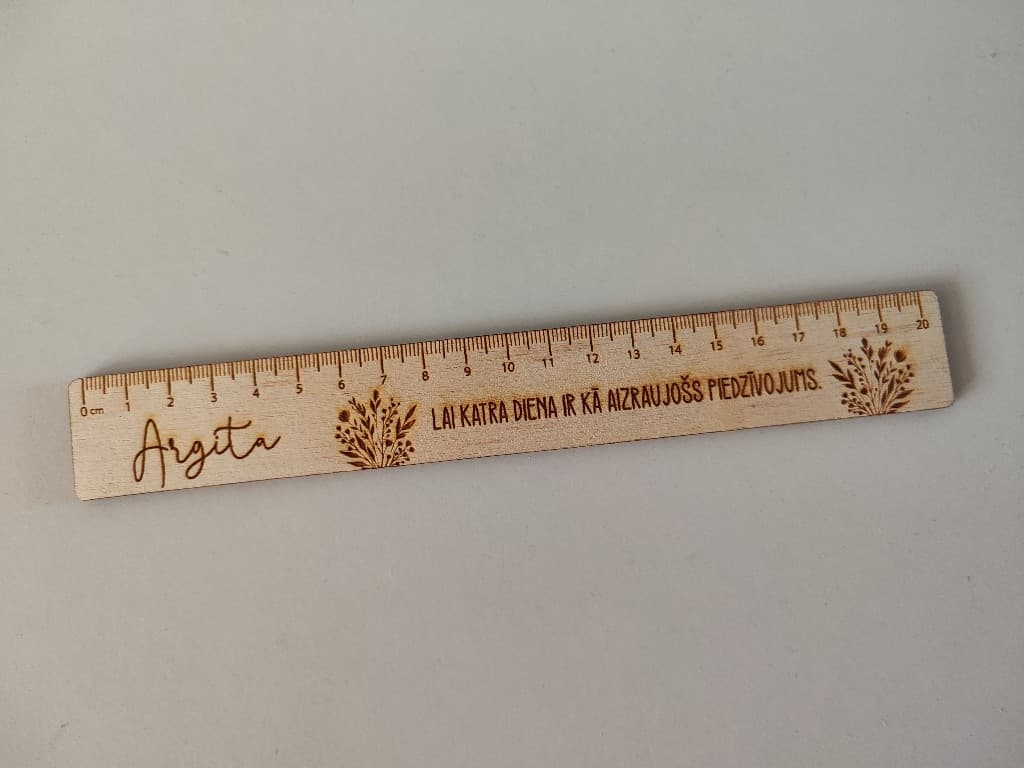 0 cm 1 2 3 4 5 6 7 8 9 10 11 12 13 14 15 16 17 18 19 20
Argita
LAI KATRA DIENA IR KĀ AIZRAUJOŠS PIEDZĪVOJUMS.